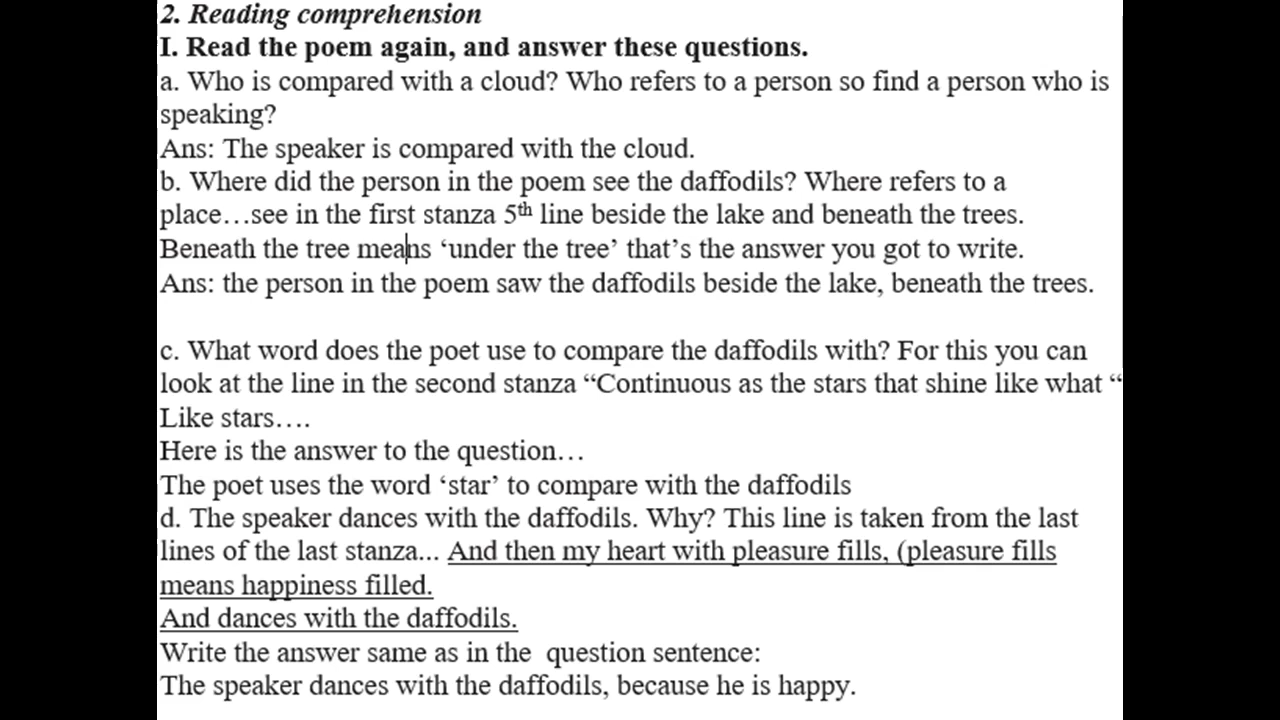 2. Reading comprehension
I. Read the poem again, and answer these questions.
a. Who is compared with a cloud? Who refers to a person so find a person who is
speaking?
Ans: The speaker is compared with the cloud.
b. Where did the person in the poem see the daffodils? Where refers to a
place…see in the first stanza 5th line beside the lake and beneath the trees.
Beneath the tree means ‘under the tree’ that’s the answer you got to write.
Ans: the person in the poem saw the daffodils beside the lake, beneath the trees.
c. What word does the poet use to compare the daffodils with? For this you can
look at the line in the second stanza “Continuous as the stars that shine like what “
Like stars….
Here is the answer to the question…
The poet uses the word ‘star’ to compare with the daffodils
d. The speaker dances with the daffodils. Why? This line is taken from the last
lines of the last stanza... And then my heart with pleasure fills, (pleasure fills
means happiness filled.
And dances with the daffodils.
Write the answer same as in the  question sentence:
The speaker dances with the daffodils, because he is happy.